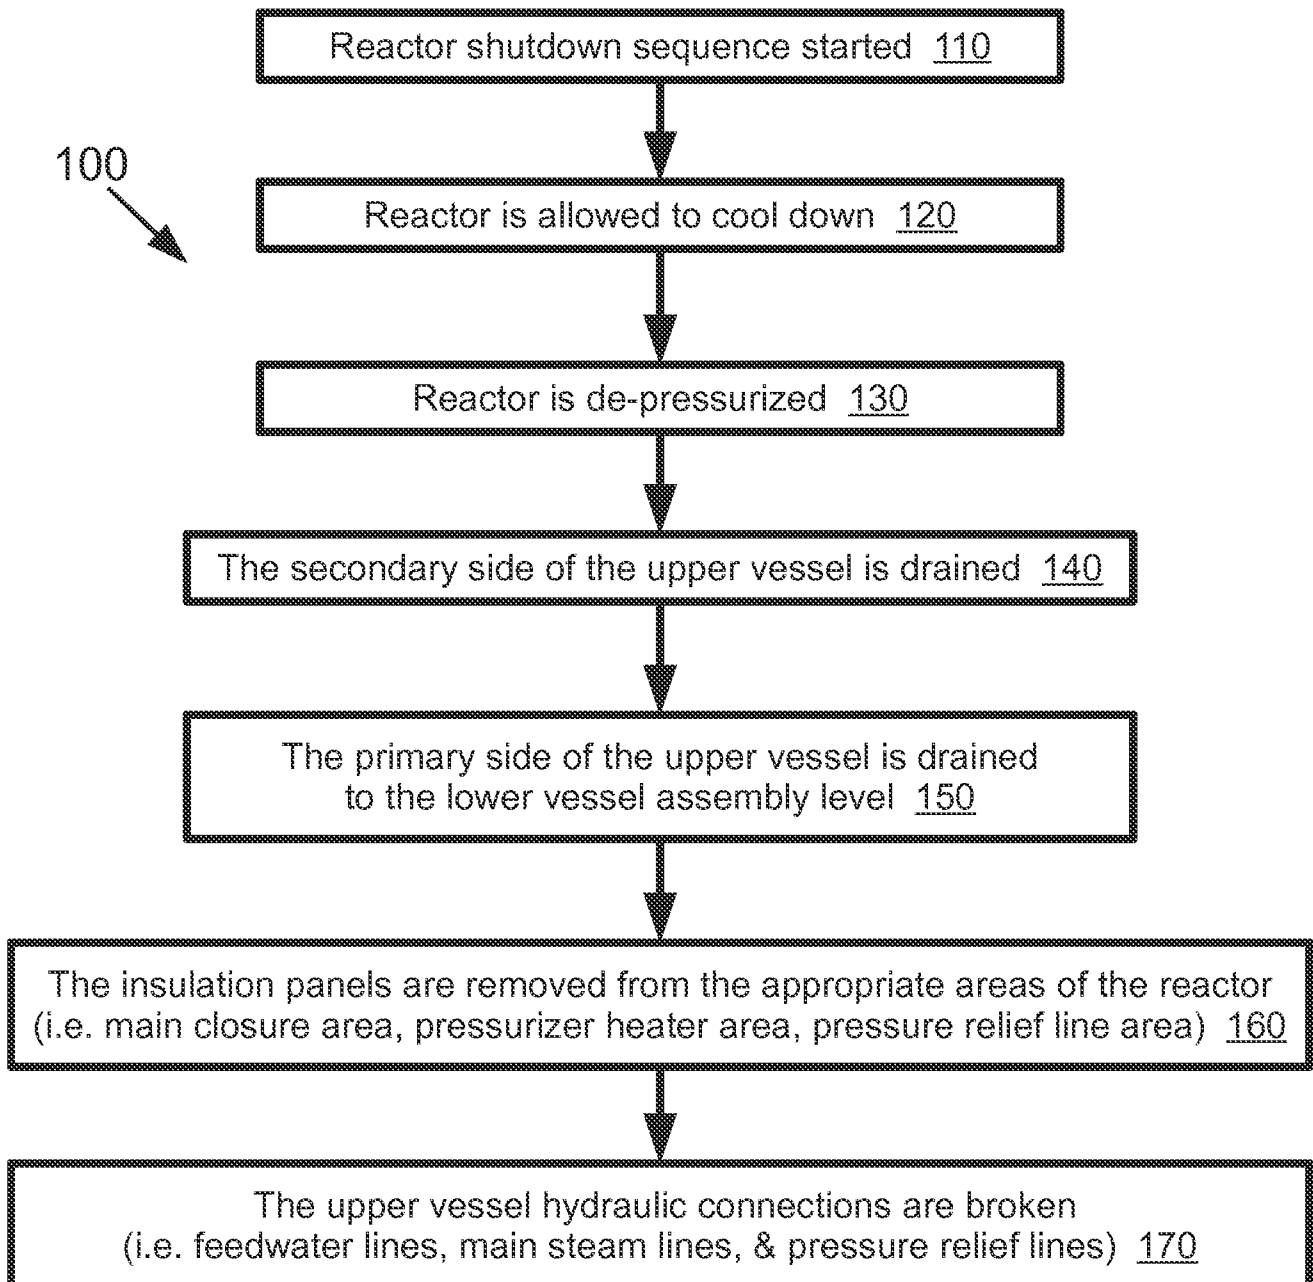 Reactor shutdown sequence started 110
100
Reactor is allowed to cool down 120
Reactor is de-pressurized 130
The secondary side of the upper vessel is drained 140
The primary side of the upper vessel is drained
to the lower vessel assembly level 150
The insulation panels are removed from the appropriate areas of the reactor
(i.e. main closure area, pressurizer heater area, pressure relief line area) 160
The upper vessel hydraulic connections are broken
(i.e. feedwater lines, main steam lines, & pressure relief lines) 170